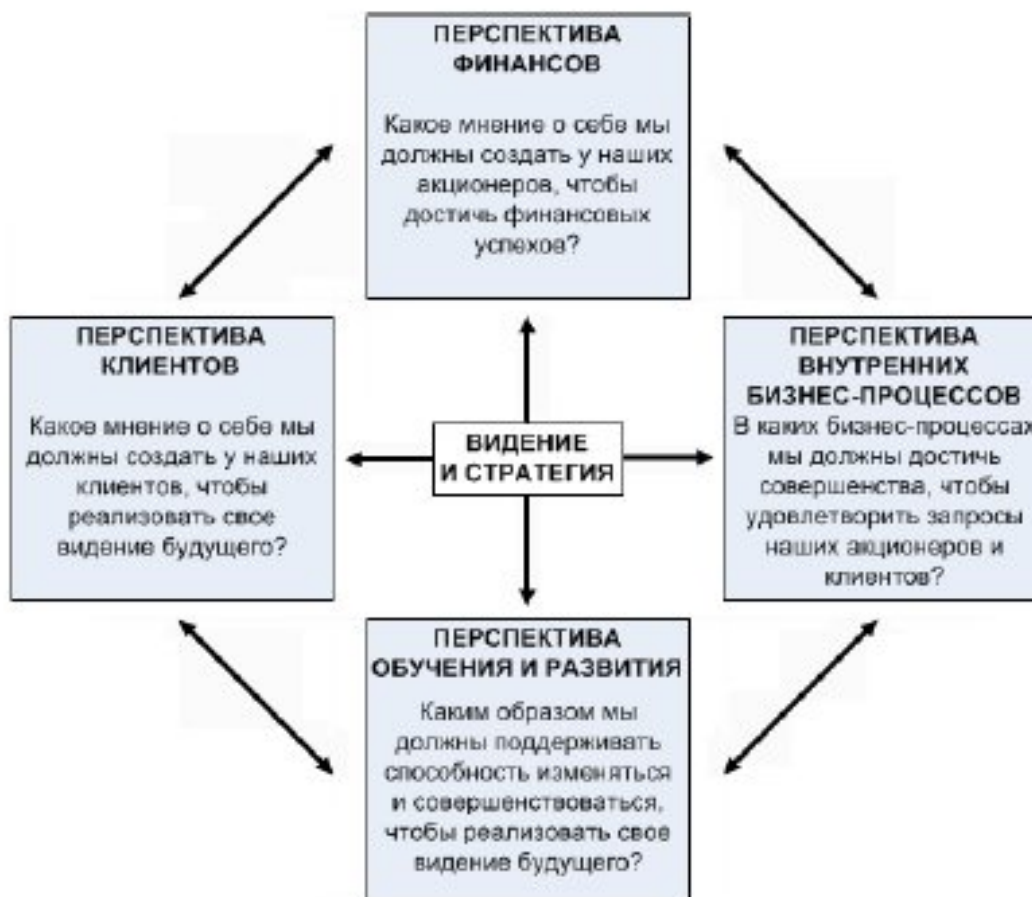 ПЕРСПЕКТИВА
ФИНАНСОВ
Какое мнение о себе мы
должны создать у наших
акционеров, чтобы
достичь финансовых
успехов?
ПЕРСПЕКТИВА
КЛИЕНТОВ
Какое мнение о себе мы
должны создать у наших
клиентов, чтобы
реализовать свое
видение будущего?
ВИДЕНИЕ
И СТРАТЕГИЯ
ПЕРСПЕКТИВА
ВНУТРЕННИХ
БИЗНЕС-ПРОЦЕССОВ
В каких бизнес-процессах
мы должны достичь
совершенства, чтобы
удовлетворить запросы
наших акционеров и
клиентов?
ПЕРСПЕКТИВА
ОБУЧЕНИЯ И РАЗВИТИЯ
Каким образом мы
должны поддерживать
способность изменяться
и совершенствоваться,
чтобы реализовать свое
видение будущего?